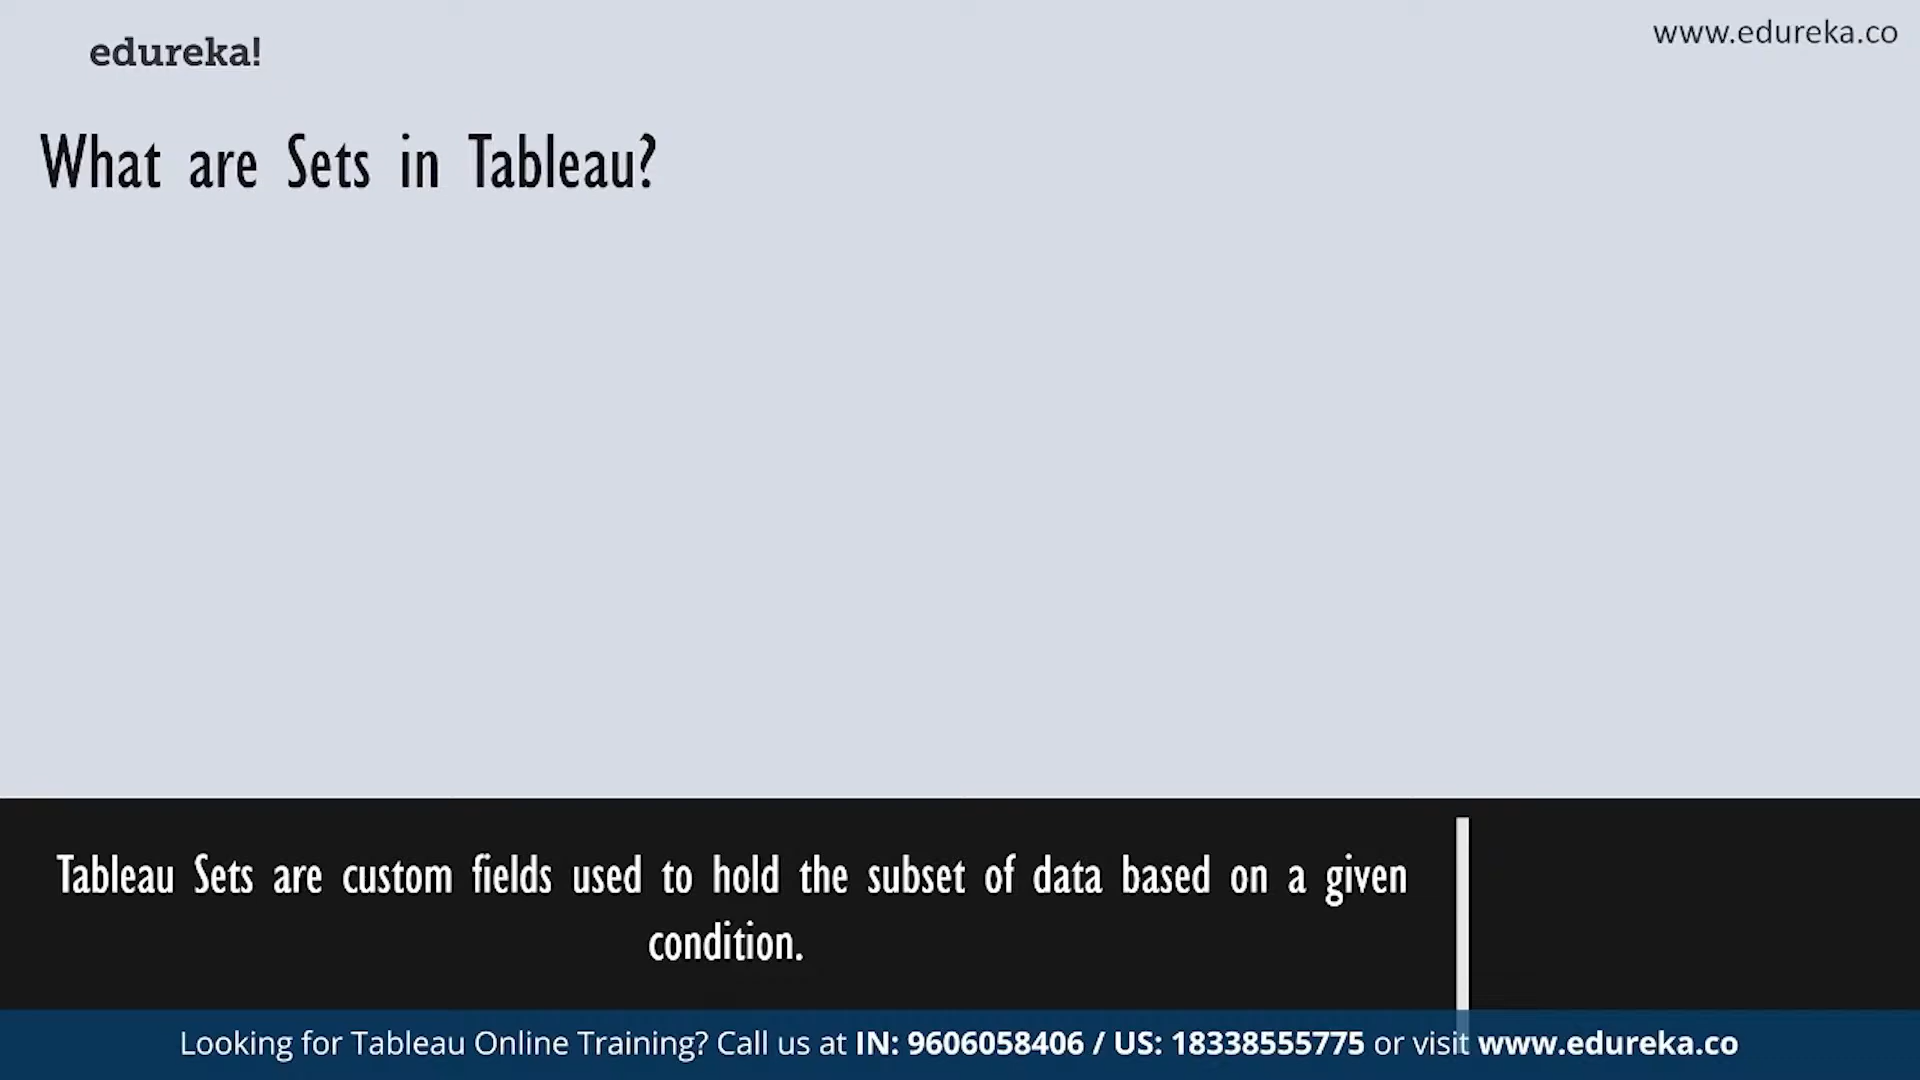 edureka!
www.edureka.co
What are Sets in Tableau?
Tableau Sets are custom fields used to hold the subset of data based on a given
condition.
Looking for Tableau Online Training? Call us at IN: 9606058406 / US: 18338555775 or visit www.edureka.co